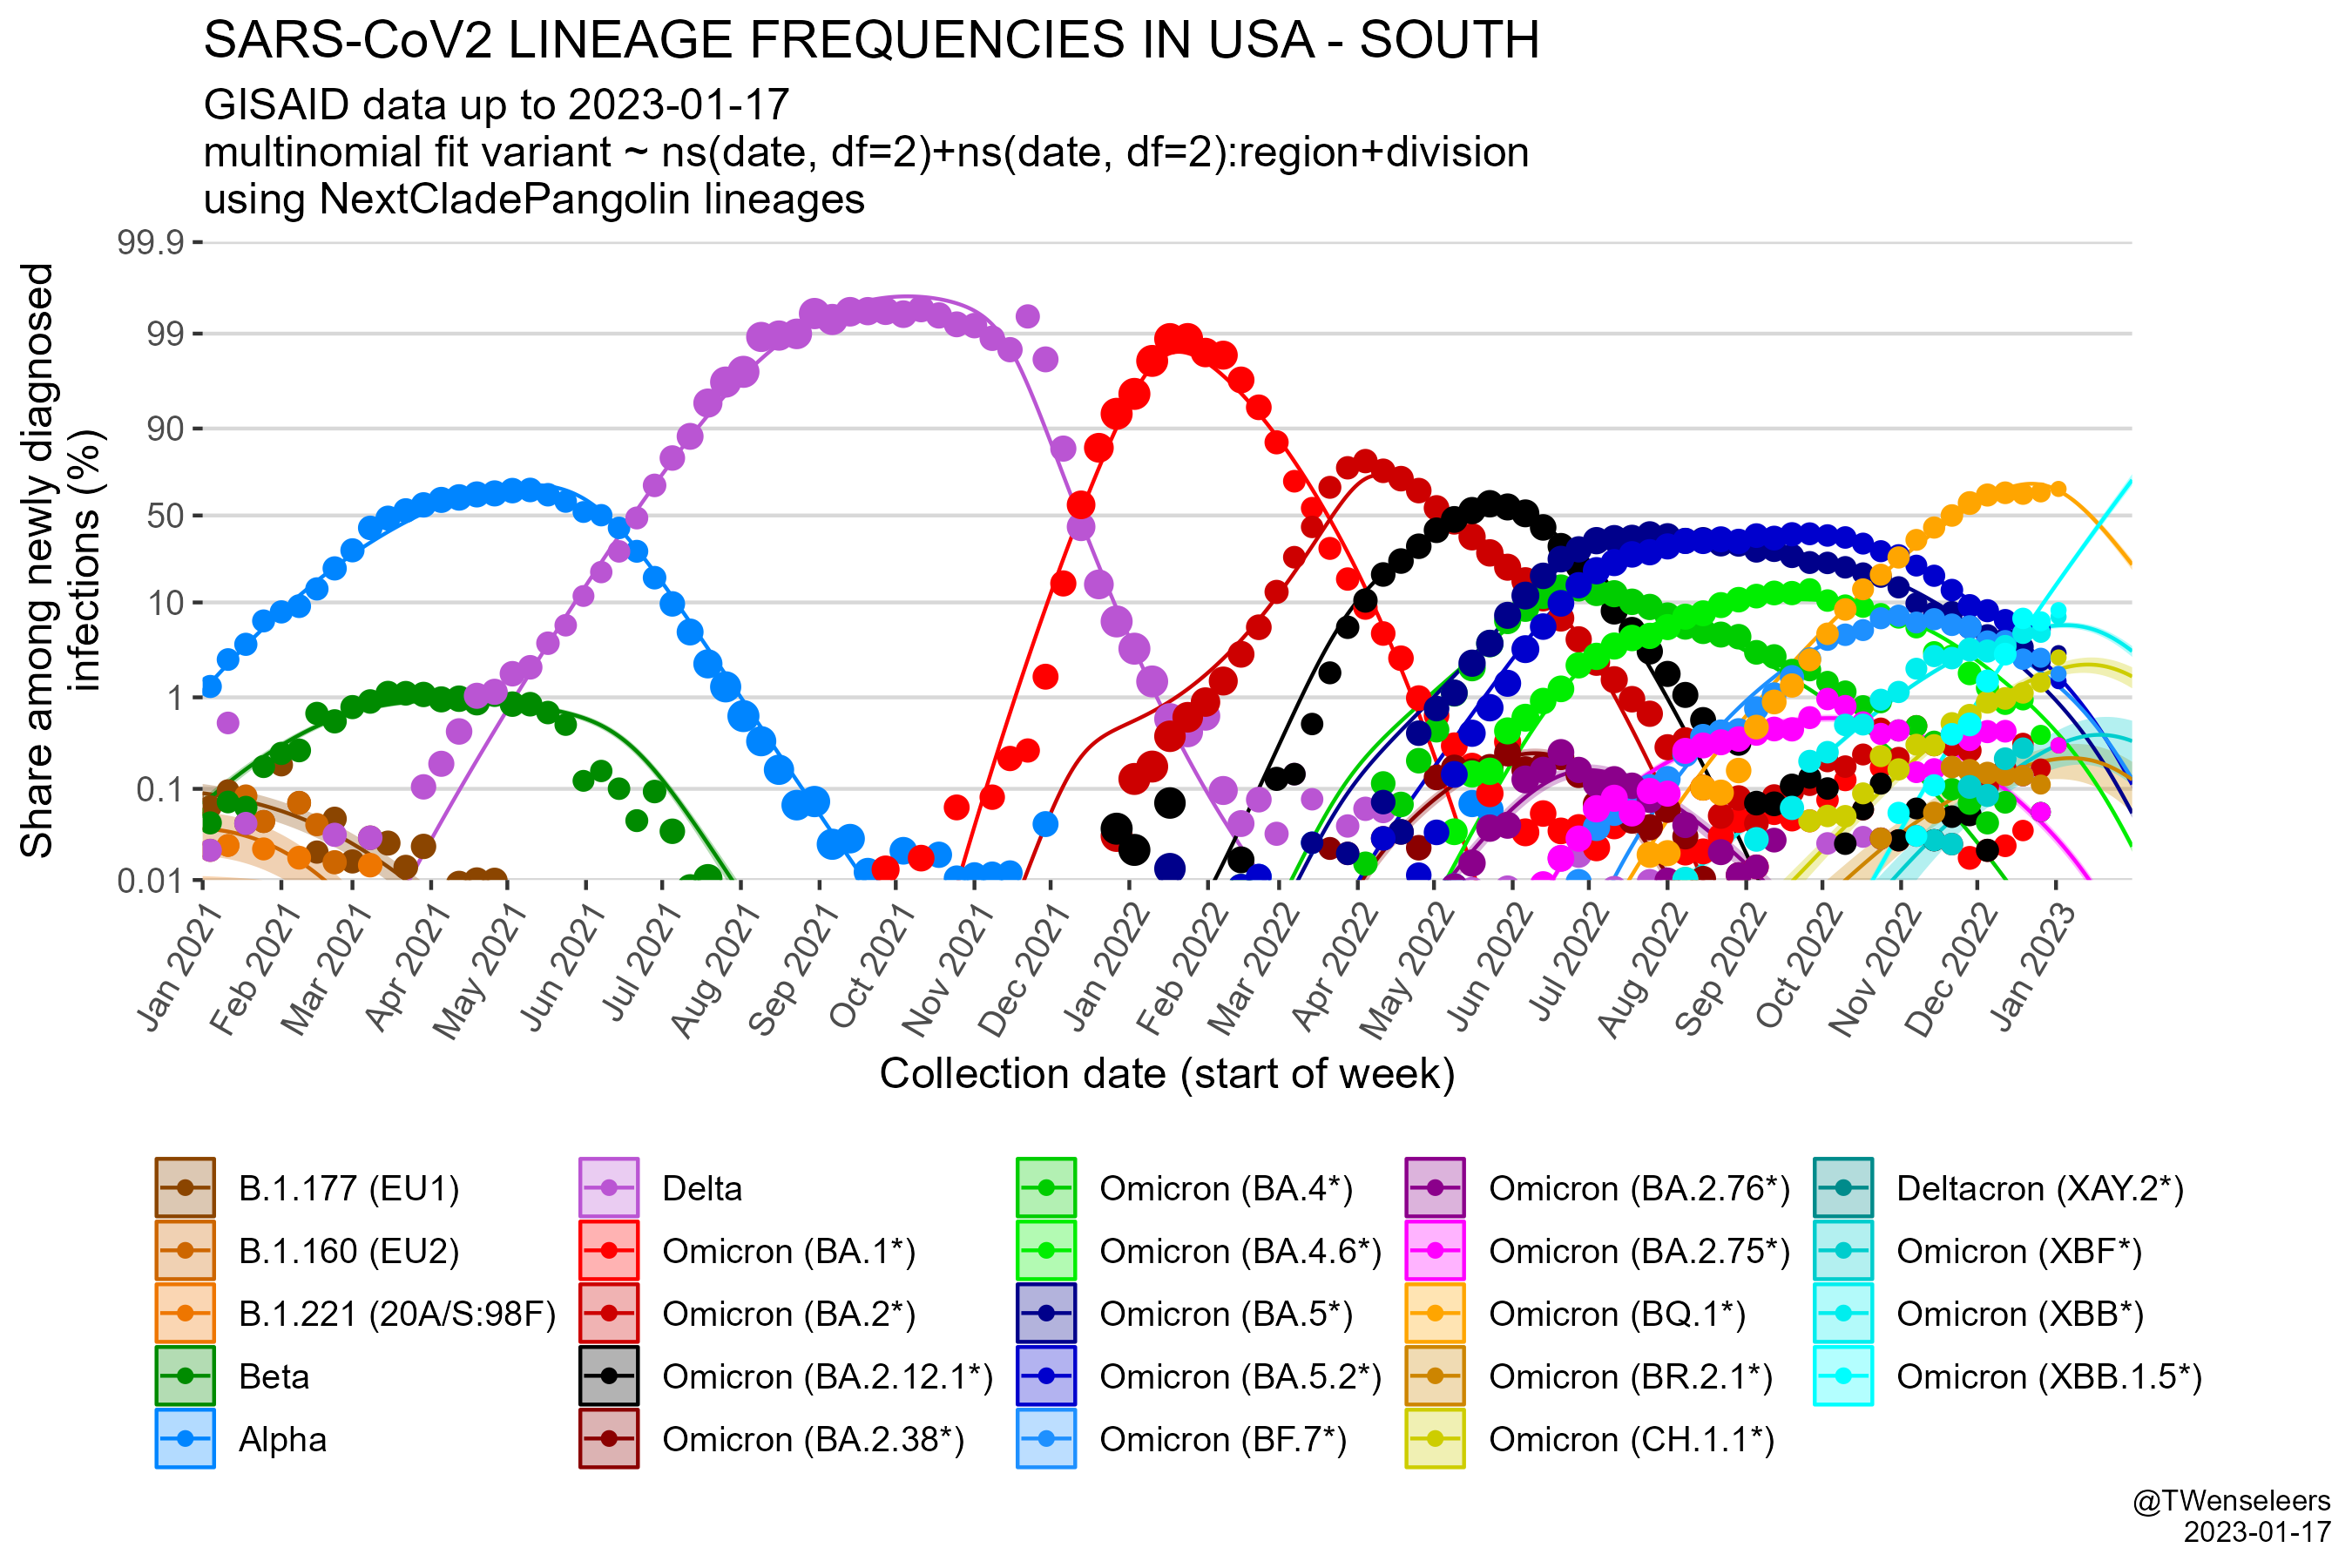 SARS-CoV2 LINEAGE FREQUENCIES IN USA - SOUTH
GISAID data up to 2023-01-17
multinomial fit variant ~ ns(date, df=2)+ns(date, df=2):region+division
using NextCladePangolin lineages
Share among newly diagnosed
infections (%)
99.9
99
90
50
10
1
0.1
0.01
Jan 2021
Feb 2021
Mar 2021
Apr 2021
May 2021
Jun 2021
Jul 2021
Aug 2021
Sep 2021
Oct 2021
Nov 2021
Dec 2021
Jan 2022
Feb 2022
Mar 2022
Apr 2022
May 2022
Jun 2022
Jul 2022
Aug 2022
Sep 2022
Oct 2022
Nov 2022
Dec 2022
Jan 2023
Collection date (start of week)
B.1.177 (EU1)
B.1.160 (EU2)
B.1.221 (20A/S:98F)
Beta
Alpha
Delta
Omicron (BA.1*)
Omicron (BA.2*)
Omicron (BA.2.12.1*)
Omicron (BA.2.38*)
Omicron (BA.4*)
Omicron (BA.4.6*)
Omicron (BA.5*)
Omicron (BA.5.2*)
Omicron (BF.7*)
Omicron (BA.2.76*)
Omicron (BA.2.75*)
Omicron (BQ.1*)
Omicron (BR.2.1*)
Omicron (CH.1.1*)
Deltacron (XAY.2*)
Omicron (XBF*)
Omicron (XBB*)
Omicron (XBB.1.5*)
@TWenseleers
2023-01-17